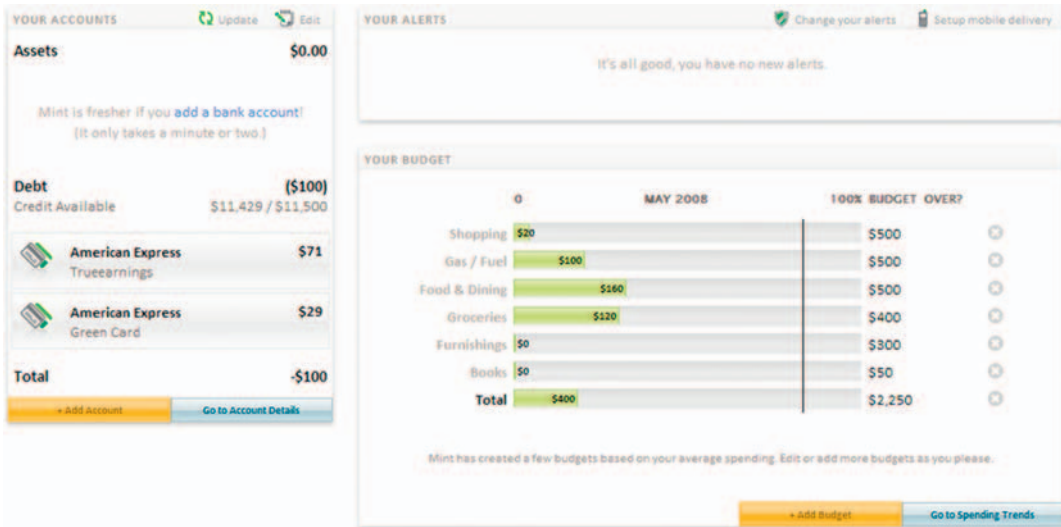 YOUR ACCOUNTS Update Edit
Assets $0.00
Mint is fresher if you add a bank account!
(It only takes a minute or two.)
Debt ($100)
Credit Available $11,429 / $11,500
American Express $71
Trueearnings
American Express $29
Green Card
Total -$100
+ Add Account Go to Account Details
YOUR ALERTS Change your alerts Setup mobile delivery
It's all good, you have no new alerts.
YOUR BUDGET
0 MAY 2008 100% BUDGET OVER?
Shopping $20 $500
Gas / Fuel $100 $500
Food & Dining $160 $500
Groceries $120 $400
Furnishings $0 $300
Books $0 $50
Total $400 $2,250
Mint has created a few budgets based on your average spending. Edit or add more budgets as you please.
+ Add Budget Go to Spending Trends